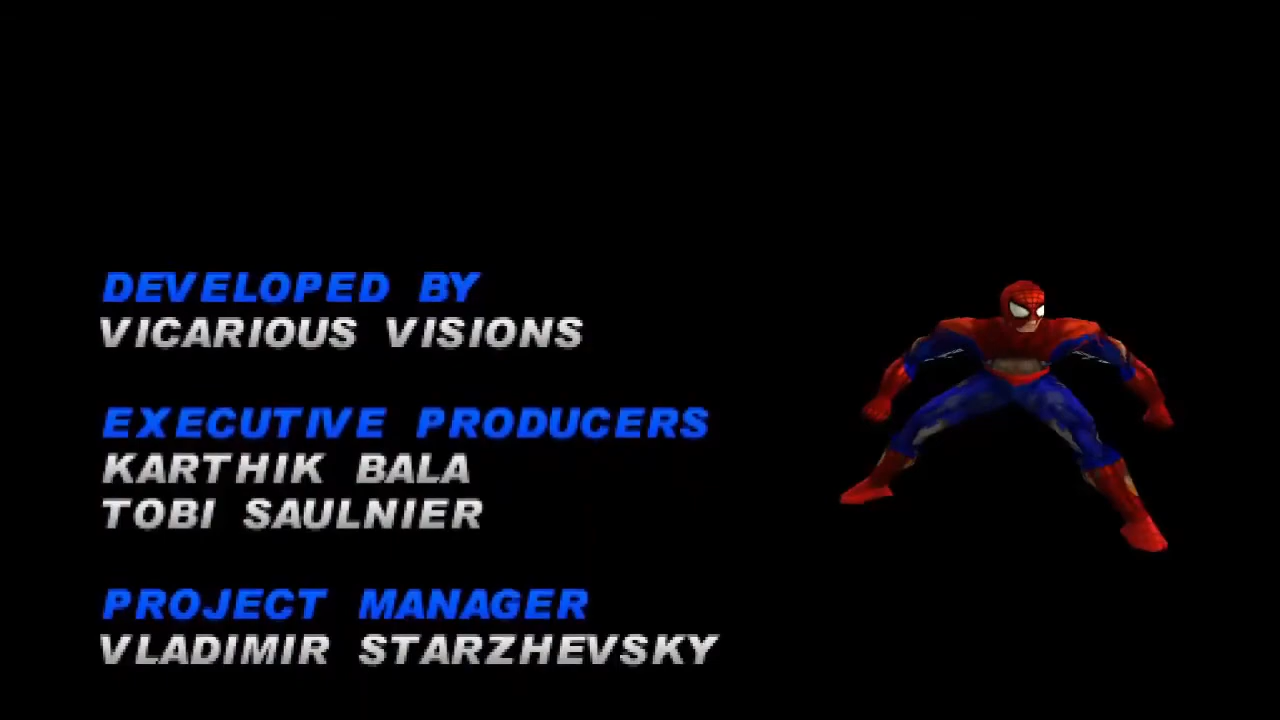 DEVELOPED BY
VICARIOUS VISIONS
EXECUTIVE PRODUCERS
KARTHIK BALA
TOBI SAULNIER
PROJECT MANAGER
VLADIMIR STARZHEVSKY